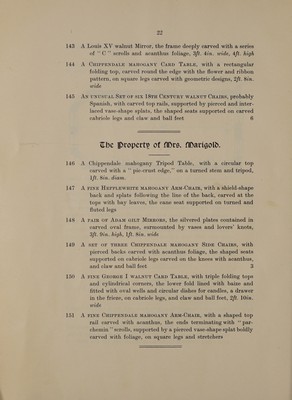 22
143 A Louis XV walnut Mirror, the frame deeply carved with a series
of "C" scrolls and acanthus foliage, 3ft. 4in. wide, 4ft. high
144 A Chippendale mahogany Card Table, with a rectangular
folding top, carved round the edge with the flower and ribbon
pattern, on square legs carved with geometric designs, 2ft. 8in.
wide
145 An unusual Set of six 18th Century walnut Chairs, probably
Spanish, with carved top rails, supported by pierced and inter-
laced vase-shape splats, the shaped seats supported on carved
cabriole legs and claw and ball feet 6
The Property of Mrs. Marigold.
146 A Chippendale mahogany Tripod Table, with a circular top
carved with a "pie-crust edge," on a turned stem and tripod,
1ft. 8in. diam.
147 A fine Hepplewhite mahogany Arm-Chair, with a shield-shape
back and splats following the line of the back, carved at the
tops with bay leaves, the cane seat supported on turned and
fluted legs
148 A pair of Adam gilt Mirrors, the silvered plates contained in
carved oval frames, surmounted by vases and lovers' knots,
3ft. 9in. high, 1ft. 8in. wide
149 A set of three Chippendale mahogany Side Chairs, with
pierced backs carved with acanthus foliage, the shaped seats
supported on cabriole legs carved on the knees with acanthus,
and claw and ball feet 3
150 A fine George I walnut Card Table, with triple folding tops
and cylindrical corners, the lower fold lined with baize and
fitted with oval wells and circular dishes for candles, a drawer
in the frieze, on cabriole legs, and claw and ball feet, 2ft. 10in.
wide
151 A fine Chippendale mahogany Arm-Chair, with a shaped top
rail carved with acanthus, the ends terminating with "par-
chemin" scrolls, supported by a pierced vase-shape splat boldly
carved with foliage, on square legs and stretchers